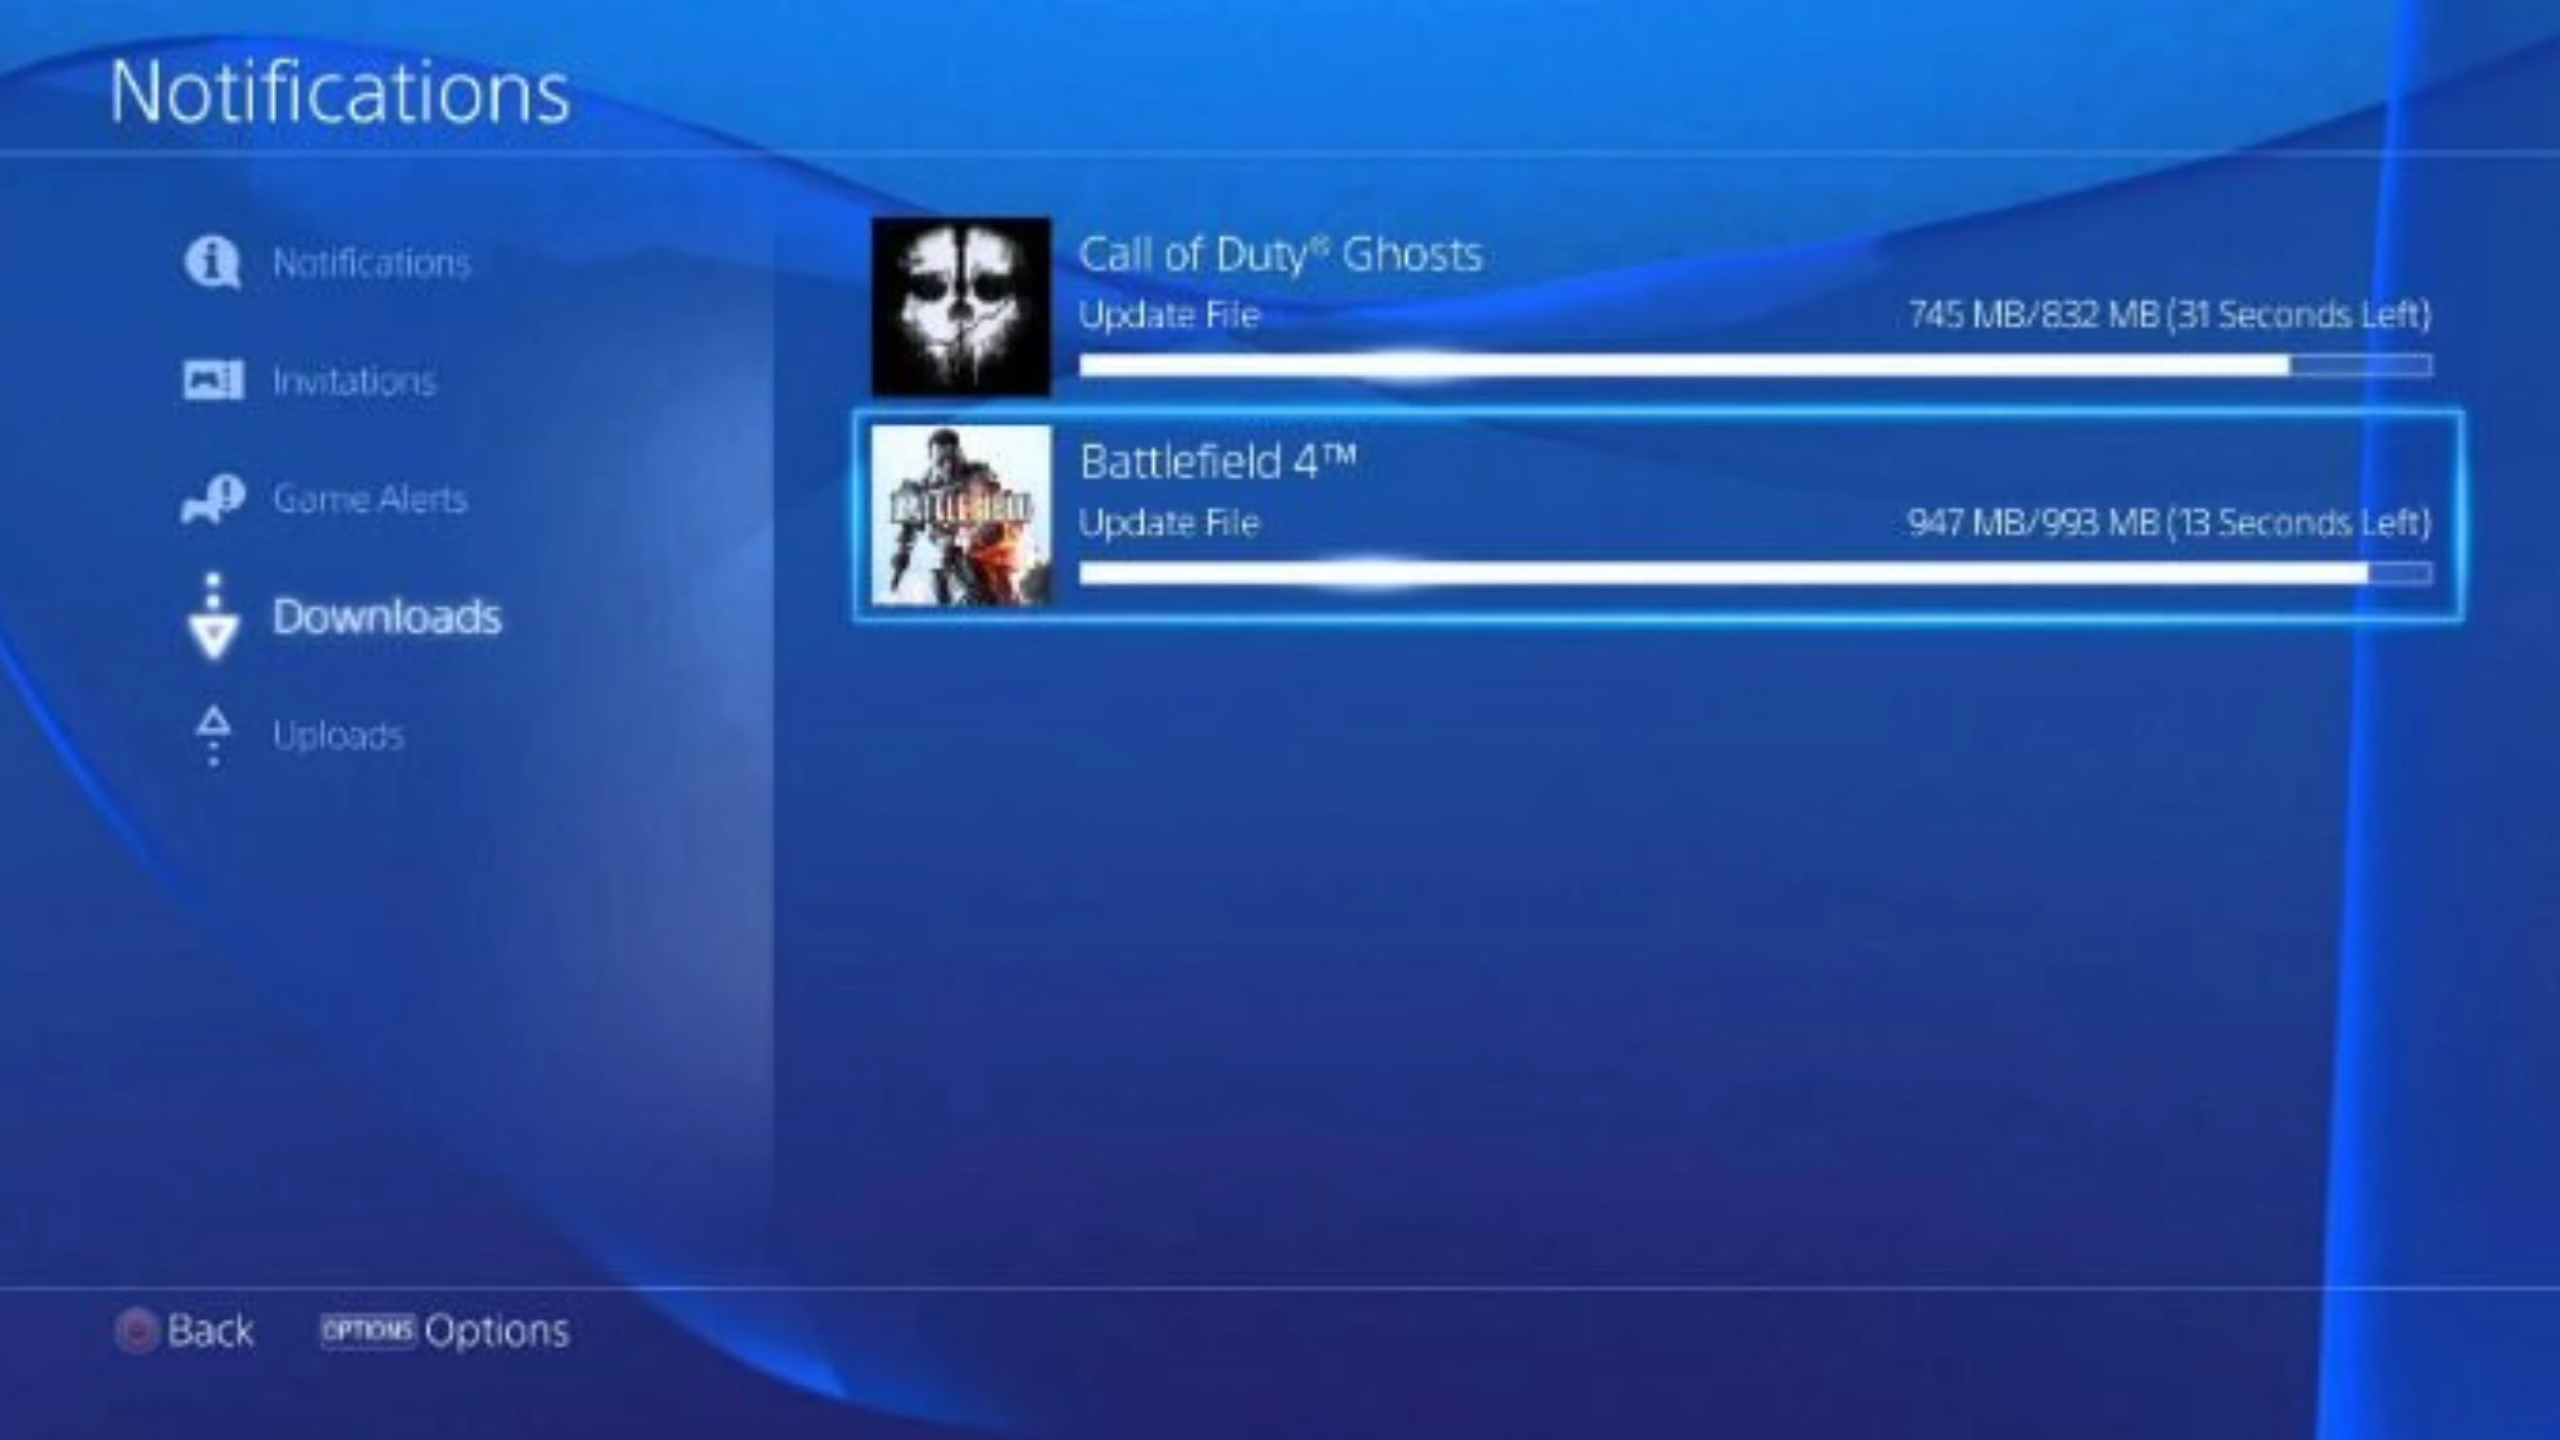 Notifications
Notifications
Invitations
Game Alerts
Downloads
Uploads
Call of Duty® Ghosts
Update File
745 MB/832 MB (31 Seconds Left)
Battlefield 4™
Update File
947 MB/993 MB (13 Seconds Left)
Back
OPTIONS Options